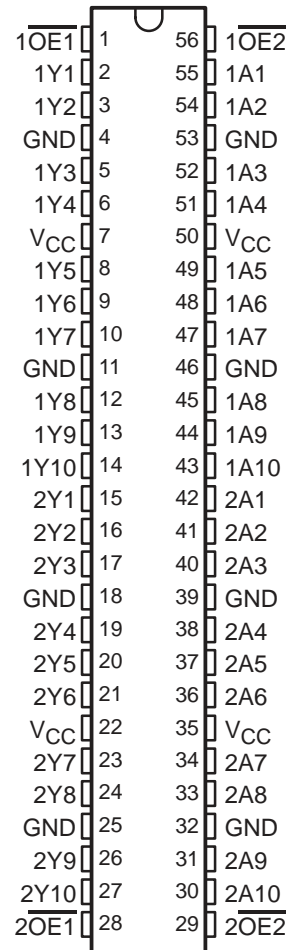 1OE1 1 56 1OE2
1Y1 2 55 1A1
1Y2 3 54 1A2
GND 4 53 GND
1Y3 5 52 1A3
1Y4 6 51 1A4
VCC 7 50 VCC
1Y5 8 49 1A5
1Y6 9 48 1A6
1Y7 10 47 1A7
GND 11 46 GND
1Y8 12 45 1A8
1Y9 13 44 1A9
1Y10 14 43 1A10
2Y1 15 42 2A1
2Y2 16 41 2A2
2Y3 17 40 2A3
GND 18 39 GND
2Y4 19 38 2A4
2Y5 20 37 2A5
2Y6 21 36 2A6
VCC 22 35 VCC
2Y7 23 34 2A7
2Y8 24 33 2A8
GND 25 32 GND
2Y9 26 31 2A9
2Y10 27 30 2A10
2OE1 28 29 2OE2